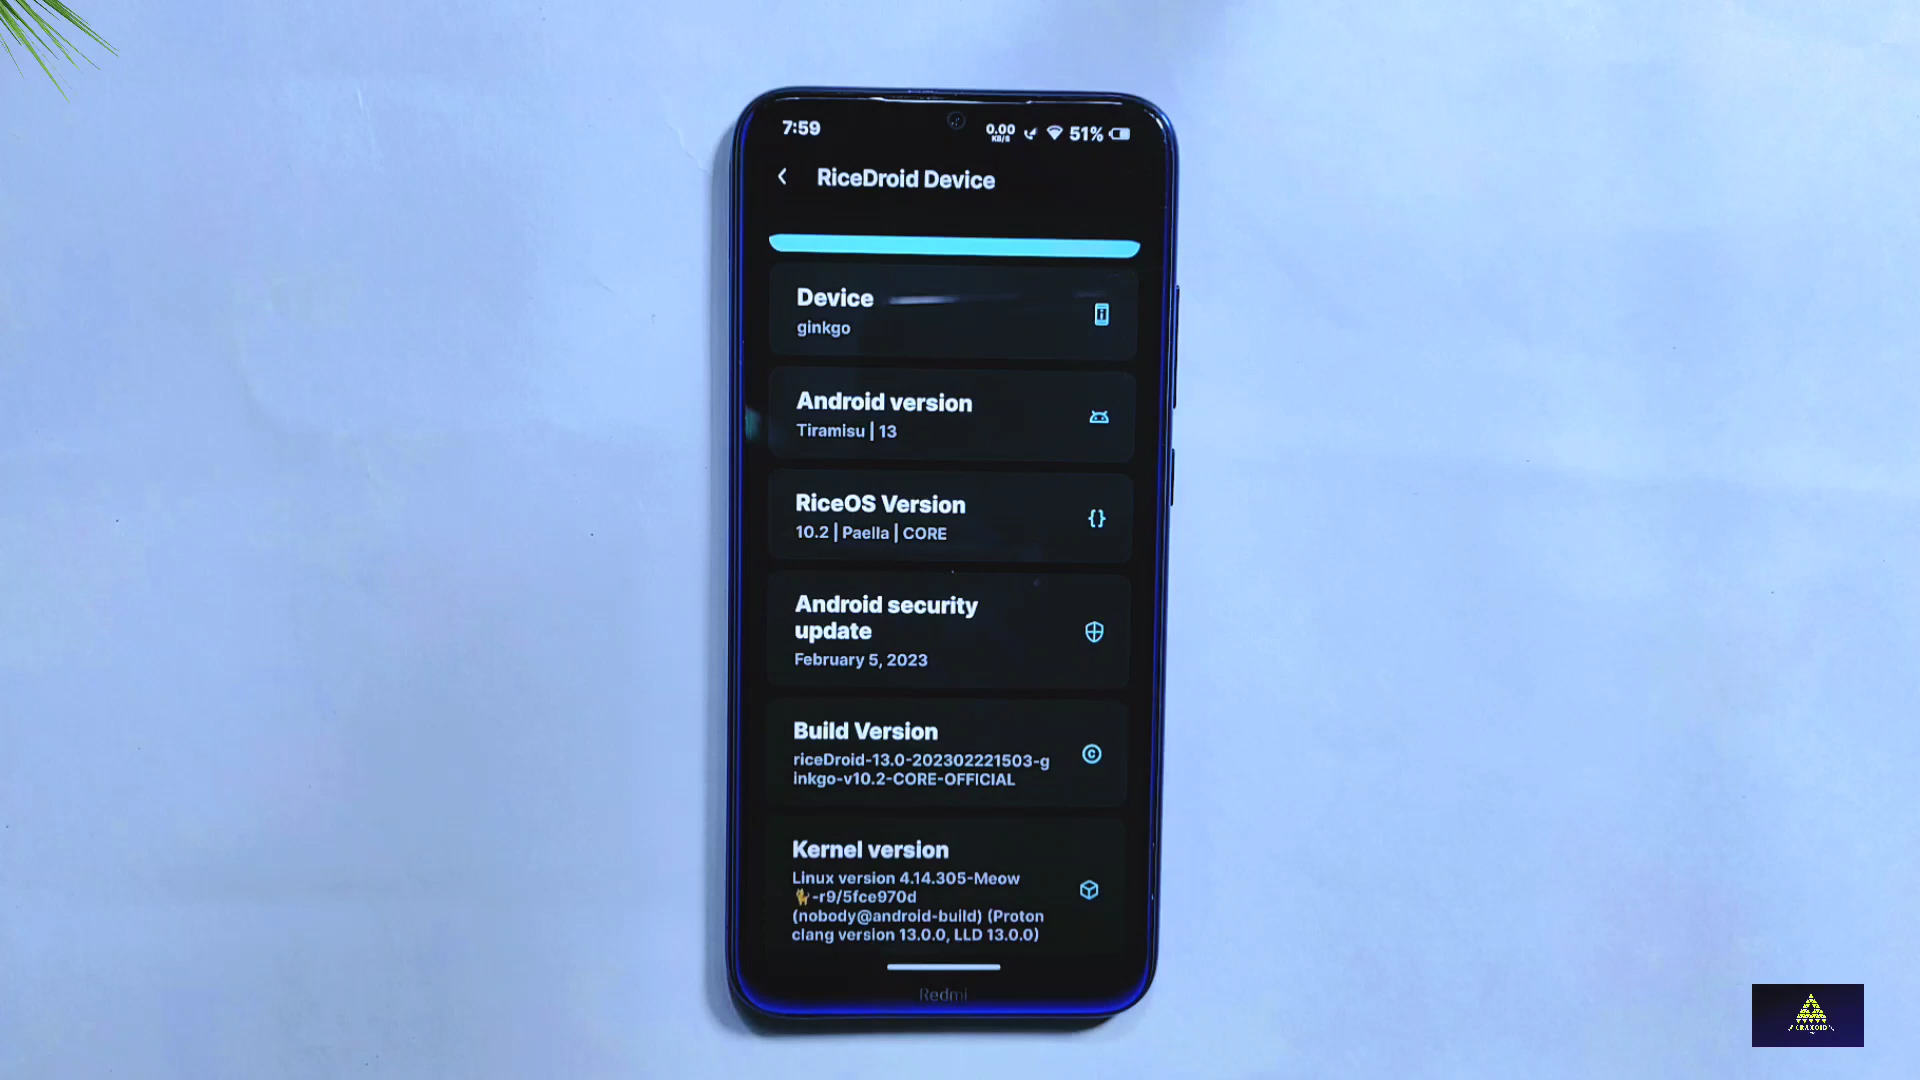 7:59
0.00
KB/S
51%
RiceDroid Device
Device
ginkgo
Android version
Tiramisu | 13
RiceOS Version
10.2 | Paella | CORE
Android security
update
February 5, 2023
Build Version
riceDroid-13.0-202302221503-g
inkgo-v10.2-CORE-OFFICIAL
Kernel version
Linux version 4.14.305-Meow
🐈-r9/5fce970d
(nobody@android-build) (Proton
clang version 13.0.0, LLD 13.0.0)
Redmi
CRAXOID